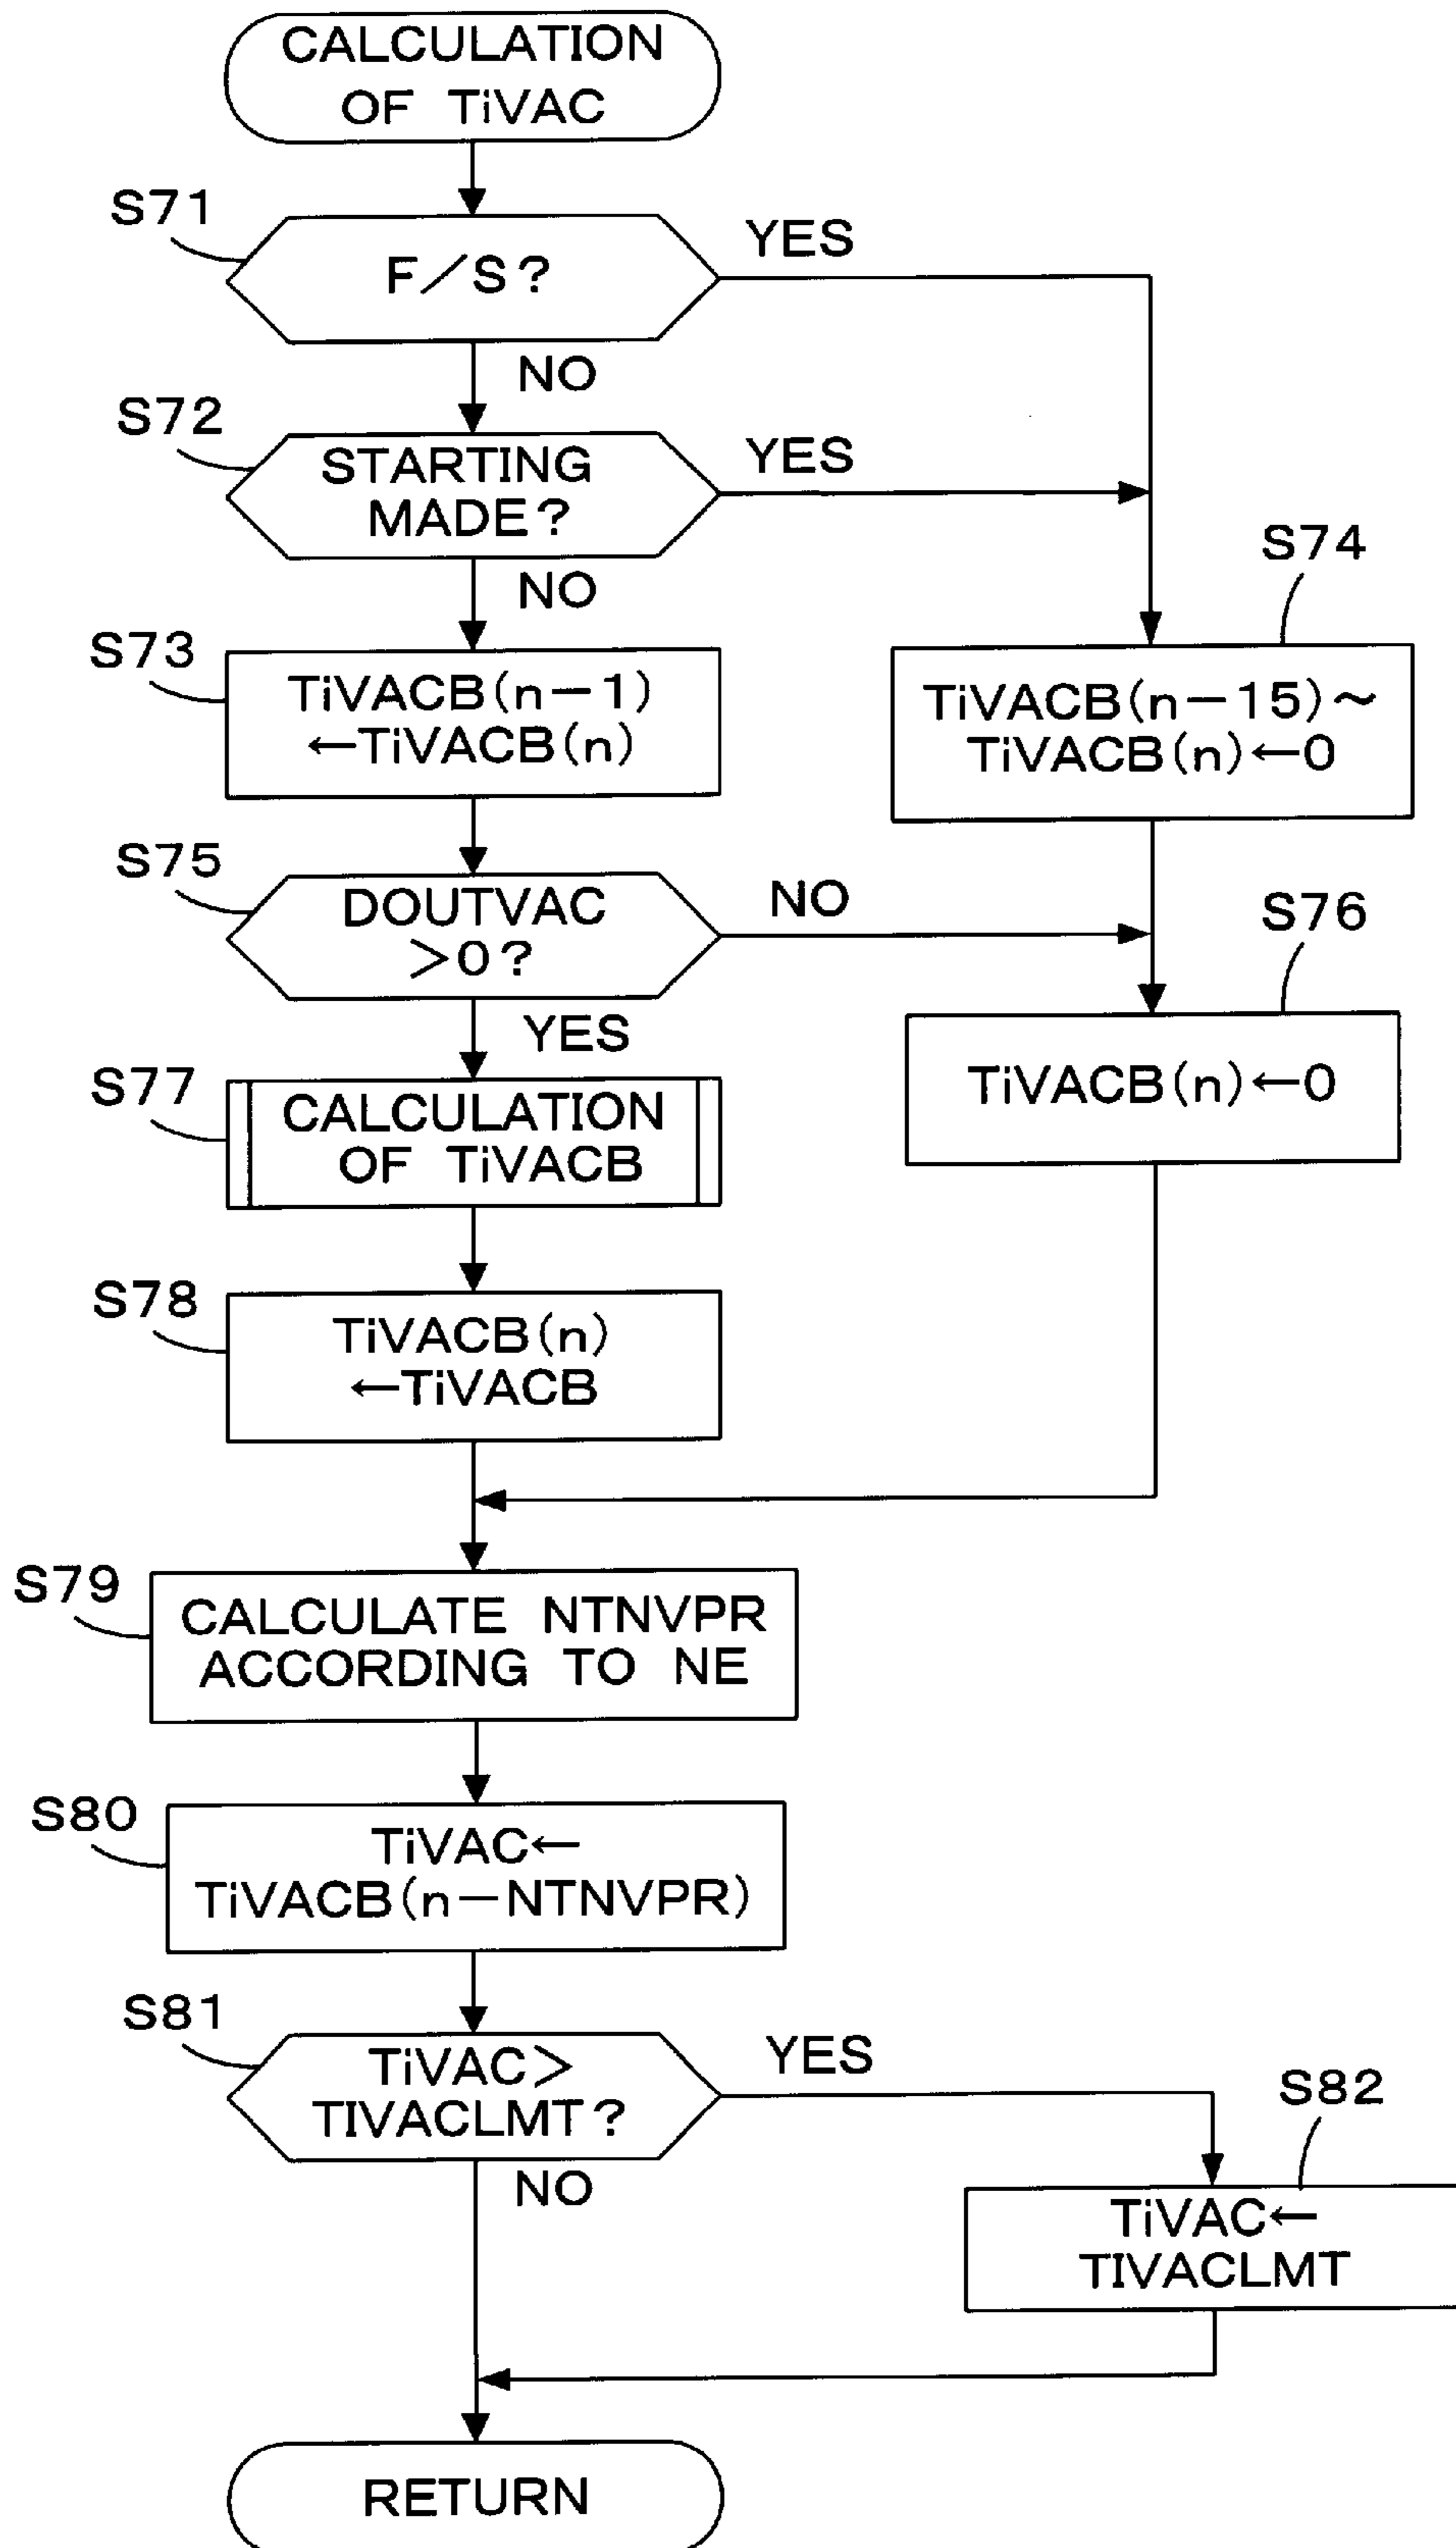 CALCULATION
OF TiVAC
S71
F/S?
YES
NO
S72
STARTING
MADE?
YES
NO
S73
TiVACB(n-1)
←TiVACB(n)
S74
TiVACB(n-15)~
TiVACB(n)←0
S75
DOUTVAC
>0?
NO
YES
S76
TiVACB(n)←0
S77
CALCULATION
OF TiVACB
S78
TiVACB(n)
←TiVACB
S79
CALCULATE NTNVPR
ACCORDING TO NE
S80
TiVAC←
TiVACB(n-NTNVPR)
S81
TiVAC>
TIVACLMT?
YES
NO
S82
TiVAC←
TIVACLMT
RETURN